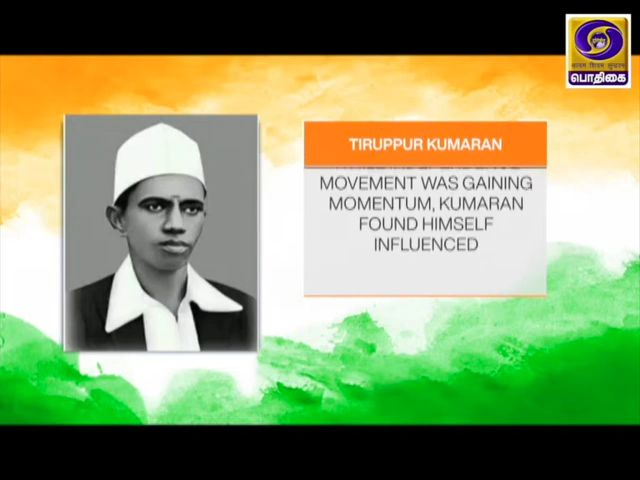 பொதிகை
TIRUPPUR KUMARAN
MOVEMENT WAS GAINING
MOMENTUM, KUMARAN
FOUND HIMSELF
INFLUENCED